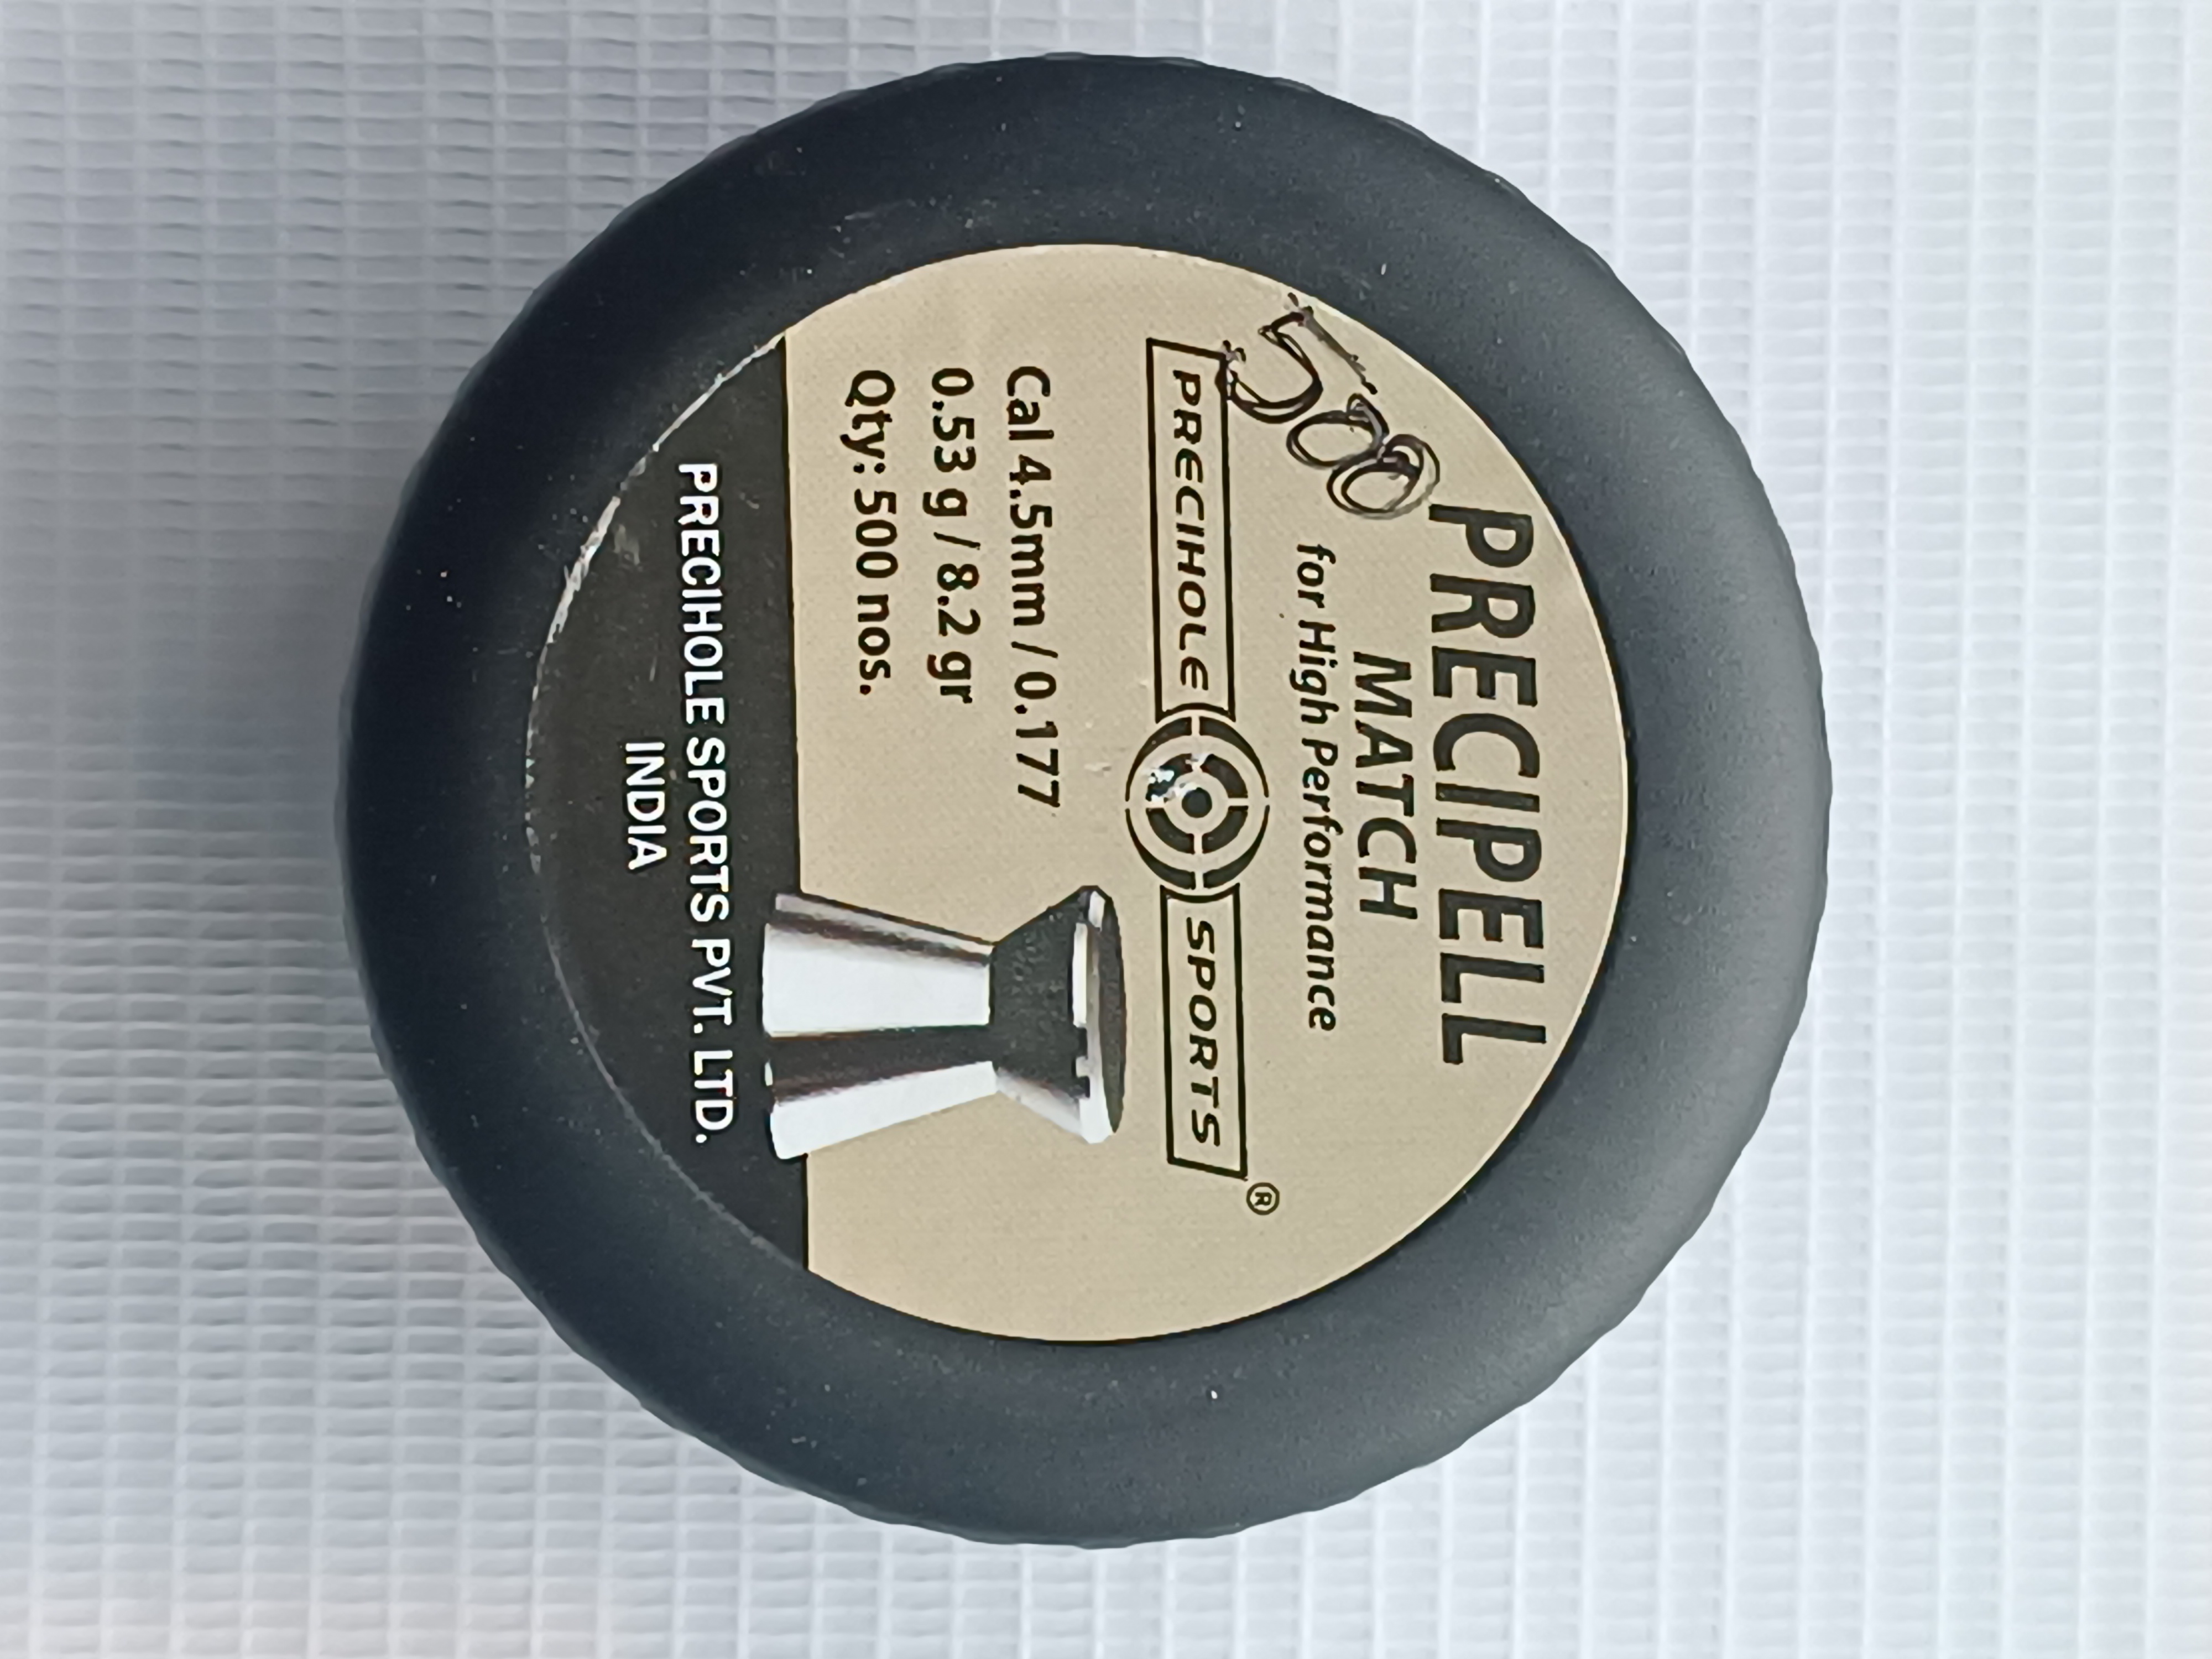 PRECIPELL
MATCH
for High Performance
500
PRECIHOLE SPORTS ®
Cal 4.5mm / 0.177
0.53 g / 8.2 gr
Qty: 500 nos.
PRECIHOLE SPORTS PVT. LTD.
INDIA